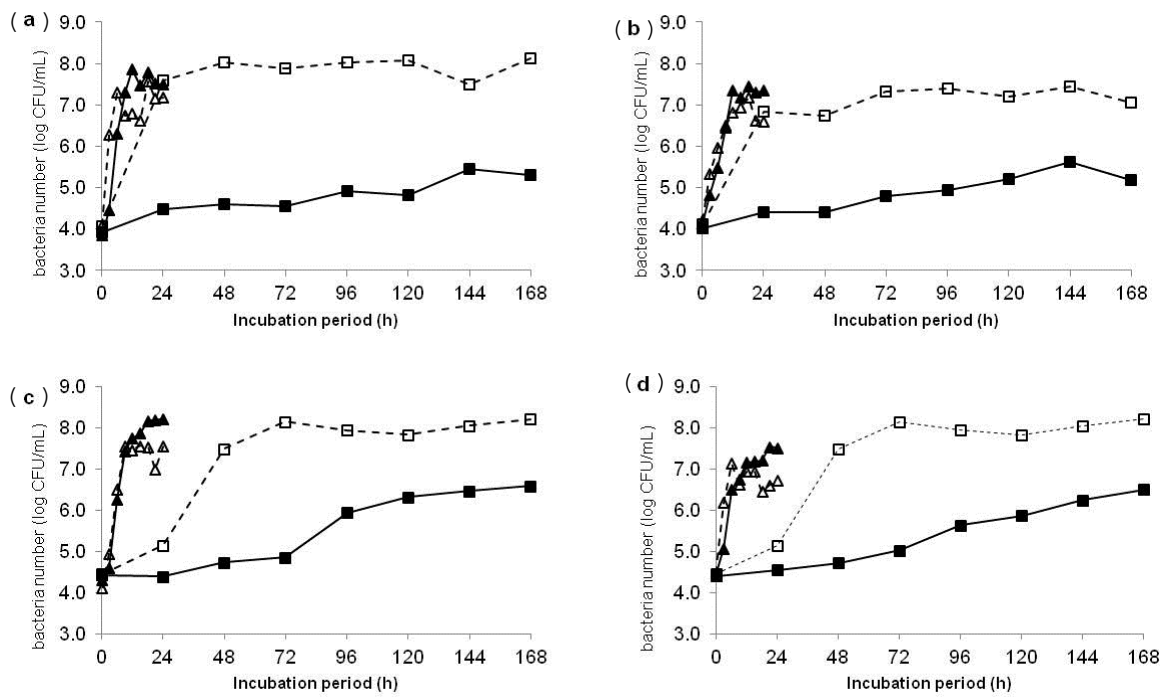 ( a )
9.0
8.0
7.0
6.0
5.0
4.0
3.0
bacteria number (log CFU/mL)
0 24 48 72 96 120 144 168
Incubation period (h)
( b )
9.0
8.0
7.0
6.0
5.0
4.0
3.0
bacteria number (log CFU/mL)
0 24 48 72 96 120 144 168
Incubation period (h)
( c )
9.0
8.0
7.0
6.0
5.0
4.0
3.0
bacteria number (log CFU/mL)
0 24 48 72 96 120 144 168
Incubation period (h)
( d )
9.0
8.0
7.0
6.0
5.0
4.0
3.0
bacteria number (log CFU/mL)
0 24 48 72 96 120 144 168
Incubation period (h)